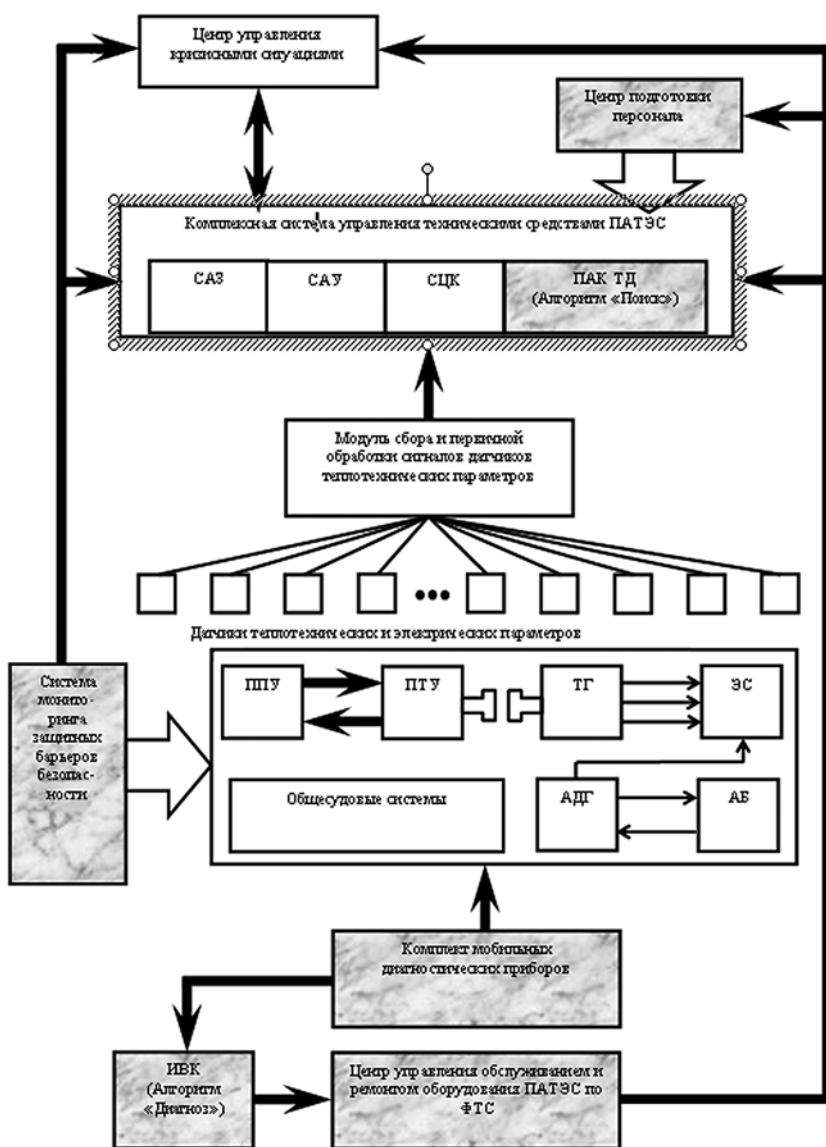 Центр управления
кризисными ситуациями
Центр подготовки
персонала
Комплексная система управления техническими средствами ПАТЭС
САЗ
САУ
СЦК
ПАК ТД
(Алгоритм «Поиск»)
Модуль сбора и первичной
обработки сигналов датчиков
теплотехнических параметров
Датчики теплотехнических и электрических параметров
Система
монито-
ринга
защитных
барьеров
безопас-
ности
ППУ
ПТУ
ТГ
ЭС
Общесудовые системы
АДГ
АБ
Комплект мобильных
диагностических приборов
ИВК
(Алгоритм
«Диагноз»)
Центр управления обслуживанием и
ремонтом оборудования ПАТЭС по
ФТС